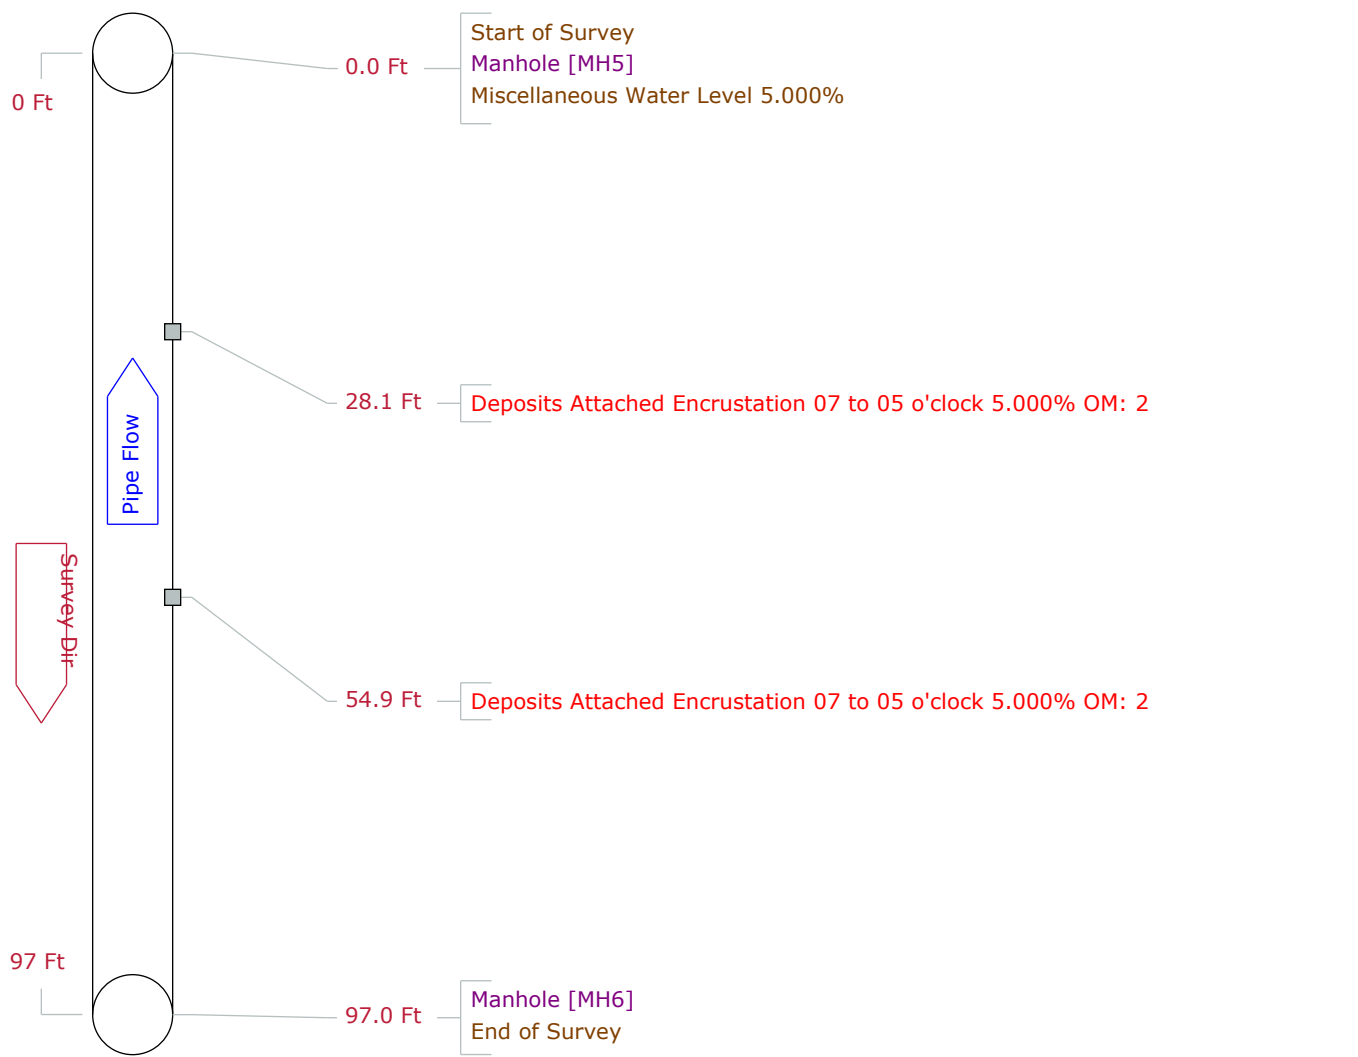 Start of Survey
0.0 Ft
Manhole [MH5]
0 Ft
Miscellaneous Water Level 5.000%
28.1 Ft
Deposits Attached Encrustation 07 to 05 o'clock 5.000% OM: 2
Pipe Flow
Survey Dir
54.9 Ft
Deposits Attached Encrustation 07 to 05 o'clock 5.000% OM: 2
97 Ft
Manhole [MH6]
97.0 Ft
End of Survey